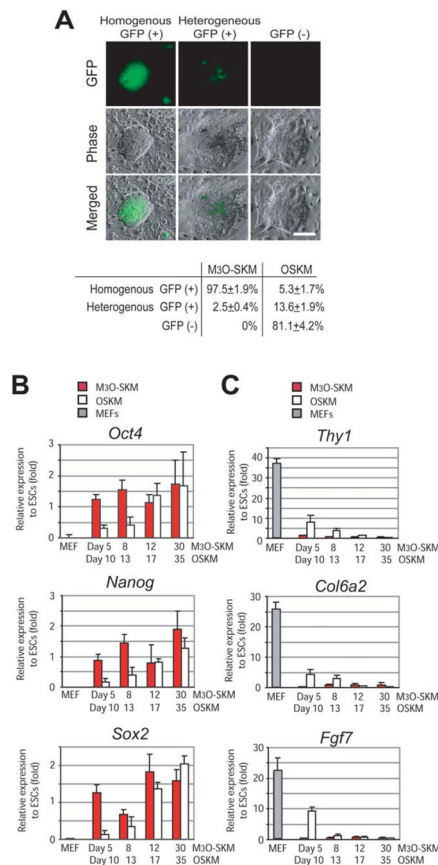 A
Homogenous GFP (+)
Heterogeneous GFP (+)
GFP (-)
GFP
Phase
Merged
M3O-SKM OSKM
Homogenous GFP (+) 97.5±1.9% 5.3±1.7%
Heterogenous GFP (+) 2.5±0.4% 13.6±1.9%
GFP (-) 0% 81.1±4.2%
B
M3O-SKM
OSKM
MEFs
Oct4
Relative expression to ESCs (fold)
2
1
0
MEF Day 5 8 12 30 M3O-SKM
Day 10 13 17 35 OSKM
Nanog
Relative expression to ESCs (fold)
2
1
0
MEF Day 5 8 12 30 M3O-SKM
Day 10 13 17 35 OSKM
Sox2
Relative expression to ESCs (fold)
2
1
0
MEF Day 5 8 12 30 M3O-SKM
Day 10 13 17 35 OSKM
C
M3O-SKM
OSKM
MEFs
Thy1
Relative expression to ESCs (fold)
40
30
20
10
5
0
MEF Day 5 8 12 30 M3O-SKM
Day 10 13 17 35 OSKM
Col6a2
Relative expression to ESCs (fold)
30
20
10
5
0
MEF Day 5 8 12 30 M3O-SKM
Day 10 13 17 35 OSKM
Fgf7
Relative expression to ESCs (fold)
30
20
10
0
MEF Day 5 8 12 30 M3O-SKM
Day 10 13 17 35 OSKM